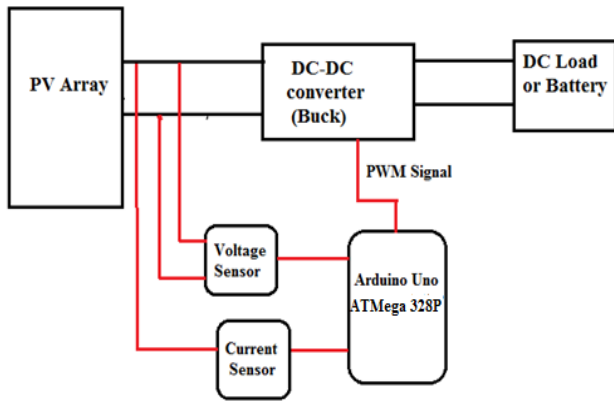 PV Array
DC-DC
converter
(Buck)
DC Load
or Battery
PWM Signal
Voltage
Sensor
Arduino Uno
ATMega 328P
Current
Sensor